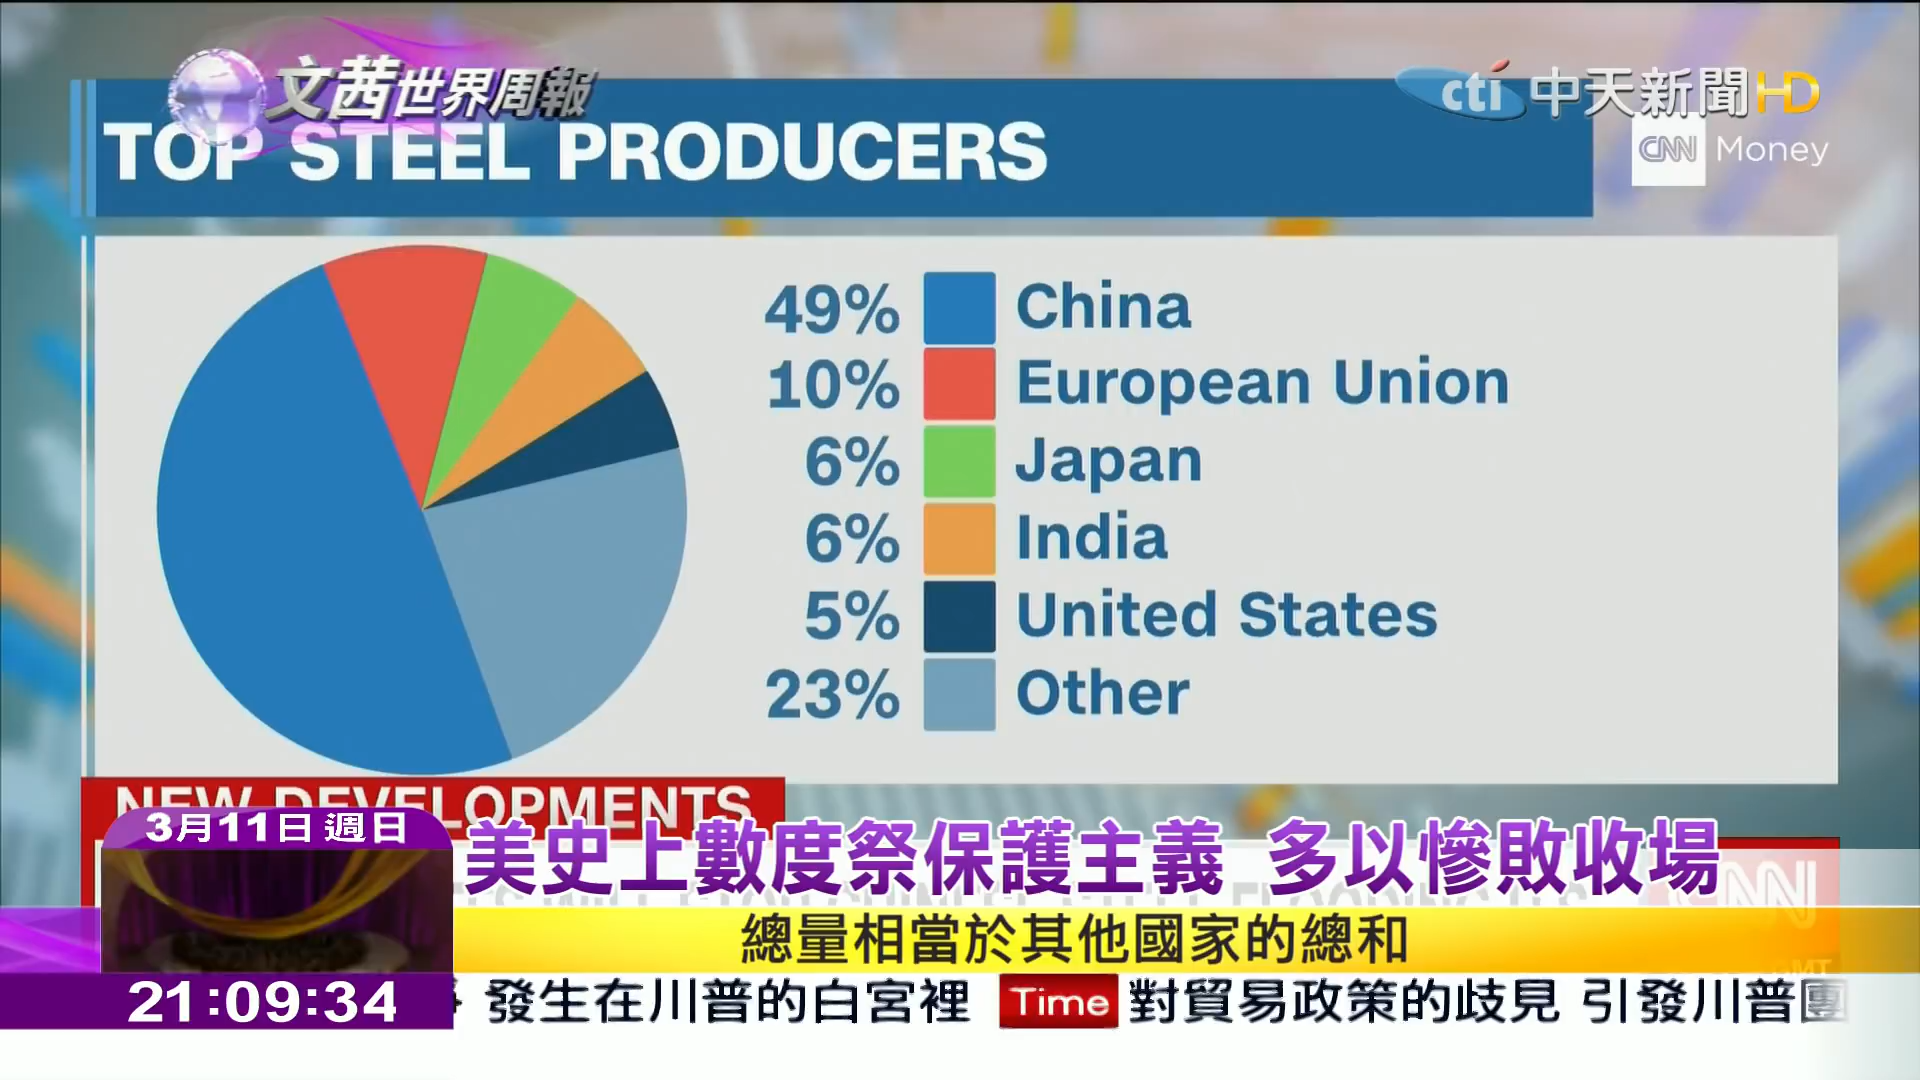 文茜世界周報
cti 中天新聞HD
TOP STEEL PRODUCERS
CNN Money
49% China
10% European Union
6% Japan
6% India
5% United States
23% Other
NEW DEVELOPMENTS
3月11日 週日
美史上數度祭保護主義 多以慘敗收場
CNN
總量相當於其他國家的總和
GMT
21:09:34
發生在川普的白宮裡 Time 對貿易政策的歧見 引發川普團